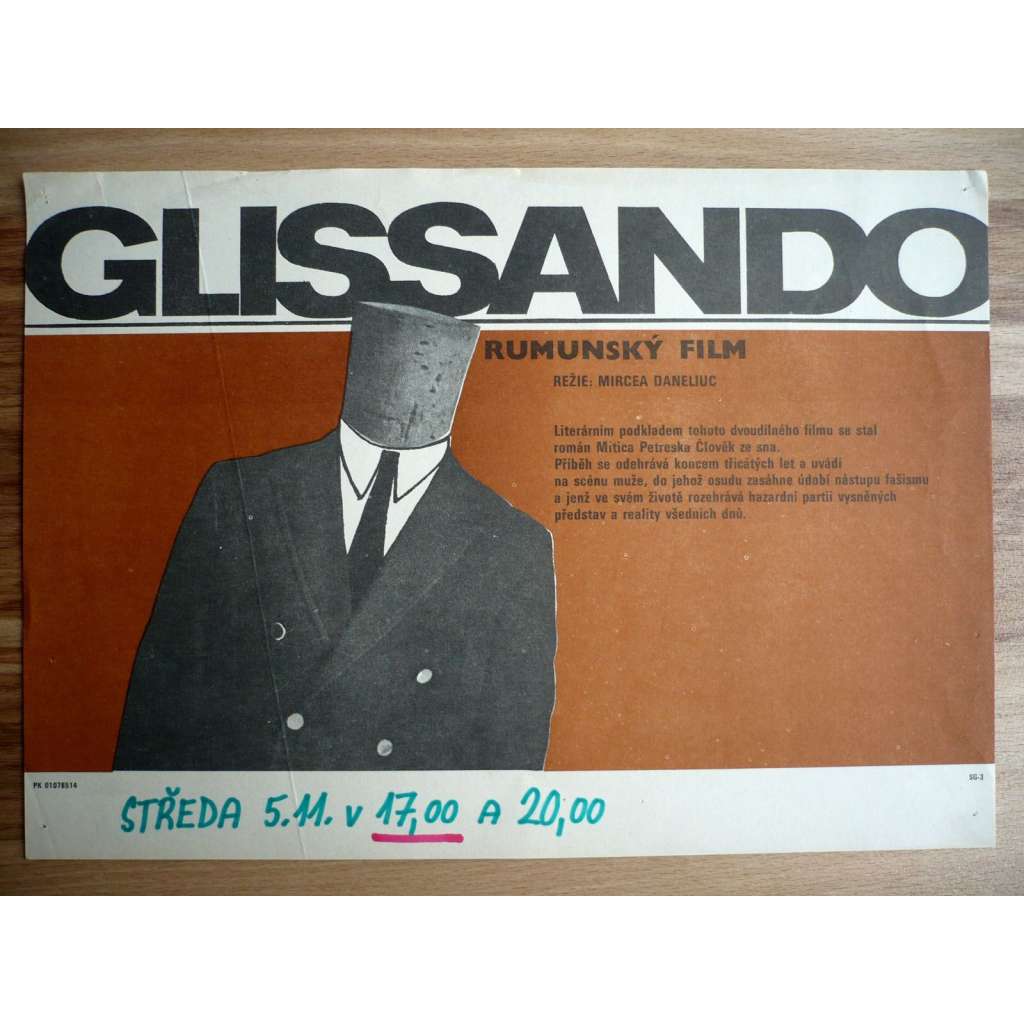 GLISSANDO
RUMUNSKÝ FILM
REŽIE: MIRCEA DANELIUC
Literárním podkladem tohoto dvoudílného filmu se stal
román Mitica Petreska Člověk ze sna.
Příběh se odehrává koncem třicátých let a uvádí
na scénu muže, do jehož osudu zasáhne údobí nástupu fašismu
a jenž ve svém životě rozehrává hazardní partii vysněných
představ a reality všedních dnů.
PK 01078514
SG-3
STŘEDA 5.11. V 17,00 A 20,00